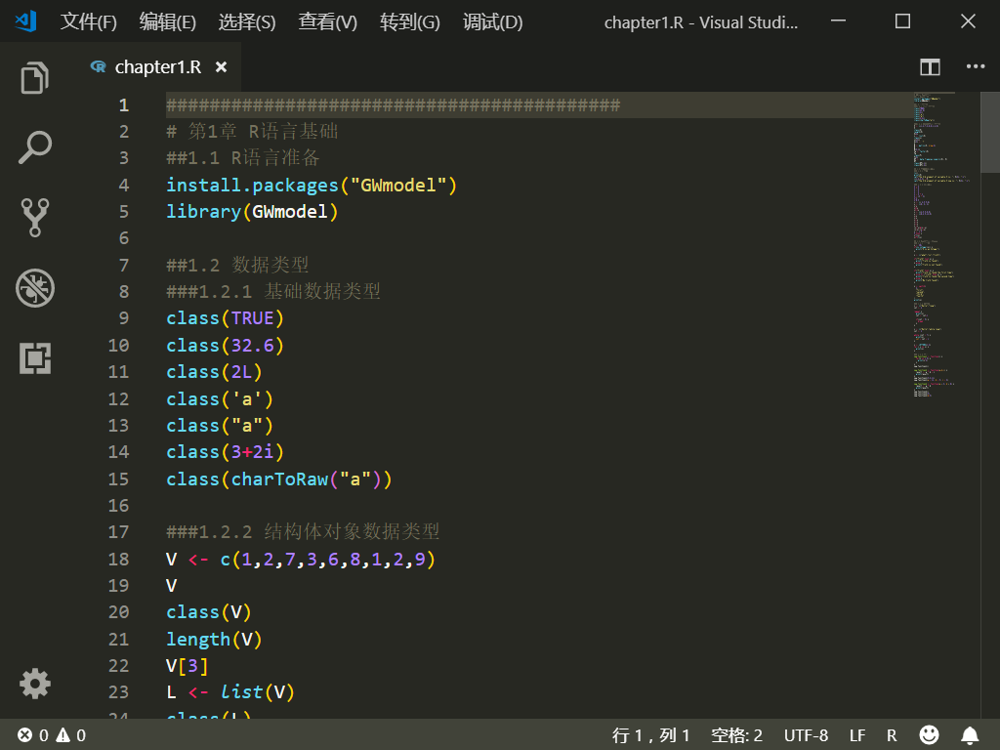 文件(F) 编辑(E) 选择(S) 查看(V) 转到(G) 调试(D) chapter1.R - Visual Studi...
chapter1.R
1 ##########################################
2 # 第1章 R语言基础
3 ##1.1 R语言准备
4 install.packages("GWmodel")
5 library(GWmodel)
6
7 ##1.2 数据类型
8 ###1.2.1 基础数据类型
9 class(TRUE)
10 class(32.6)
11 class(2L)
12 class('a')
13 class("a")
14 class(3+2i)
15 class(charToRaw("a"))
16
17 ###1.2.2 结构体对象数据类型
18 V <- c(1,2,7,3,6,8,1,2,9)
19 V
20 class(V)
21 length(V)
22 V[3]
23 L <- list(V)
24 class(L)
0 0 行 1，列 1 空格: 2 UTF-8 LF R